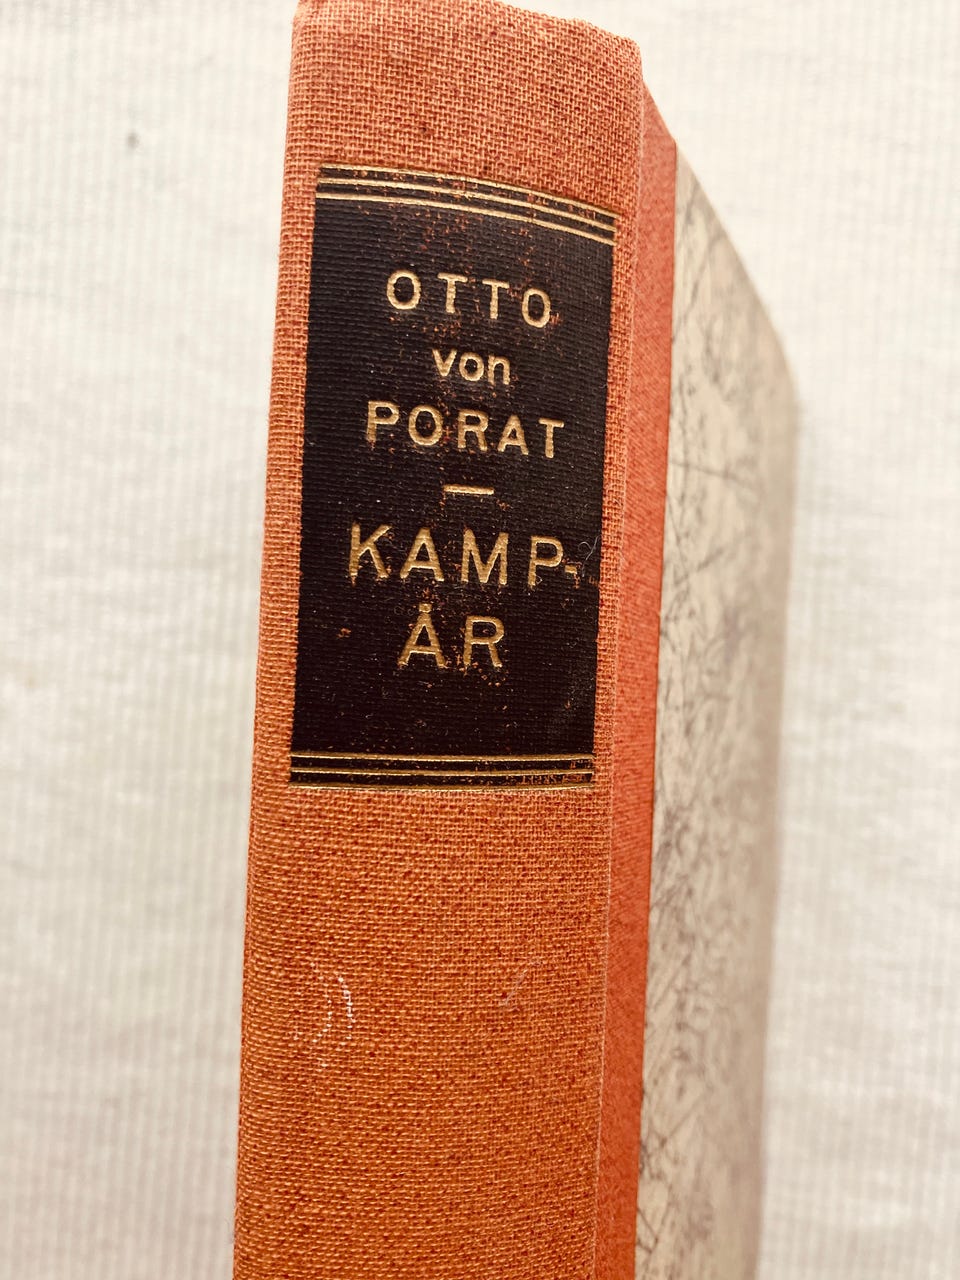 OTTO
von
PORAT
—
KAMP-
ÅR